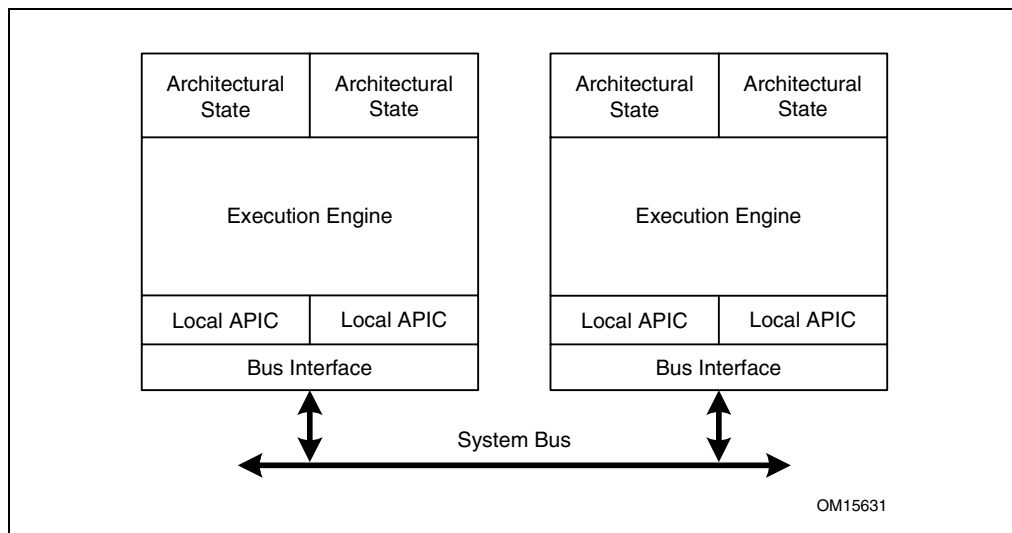 Architectural
State
Architectural
State
Architectural
State
Architectural
State
Execution Engine
Execution Engine
Local APIC
Local APIC
Local APIC
Local APIC
Bus Interface
Bus Interface
System Bus
OM15631